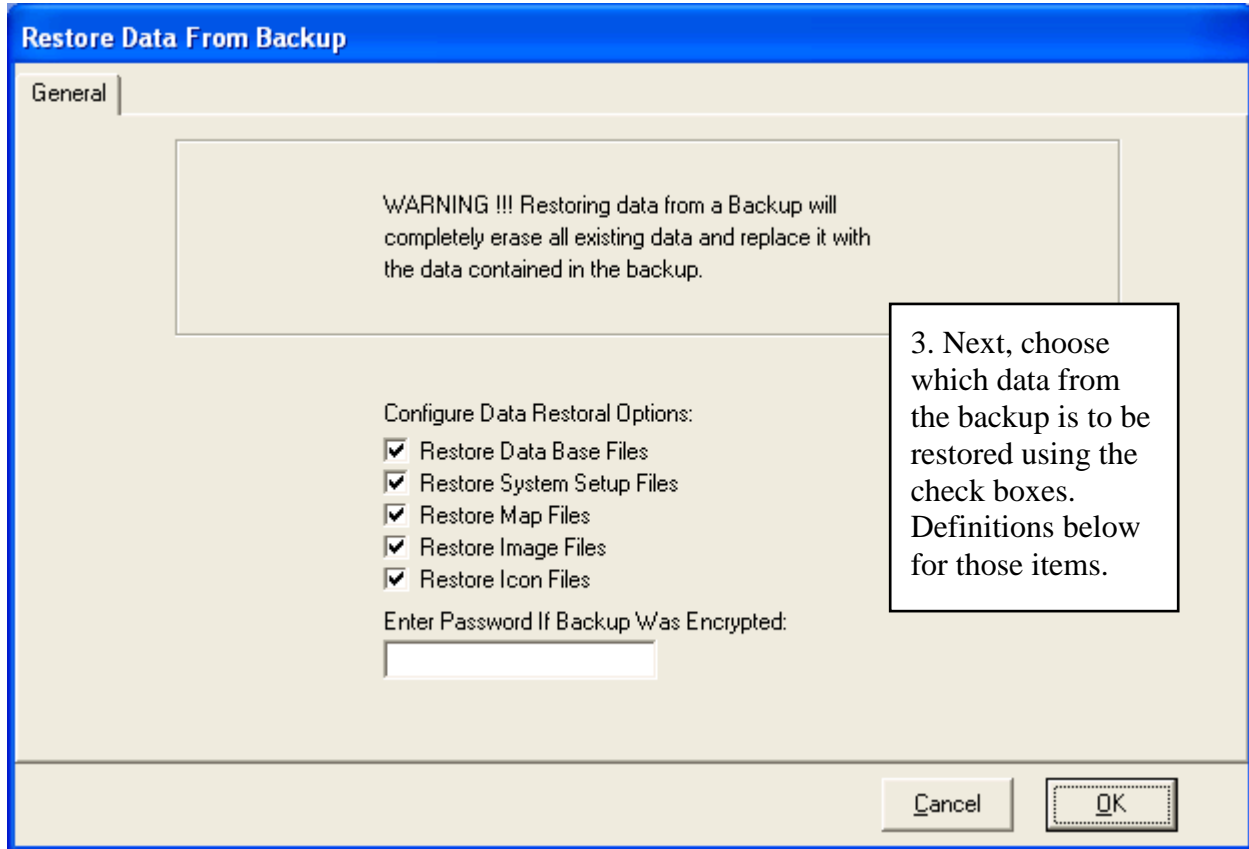 Restore Data From Backup
General
WARNING !!! Restoring data from a Backup will
completely erase all existing data and replace it with
the data contained in the backup.
3. Next, choose
which data from
the backup is to be
restored using the
check boxes.
Definitions below
for those items.
Configure Data Restoral Options:
Restore Data Base Files
Restore System Setup Files
Restore Map Files
Restore Image Files
Restore Icon Files
Enter Password If Backup Was Encrypted:
Cancel
OK